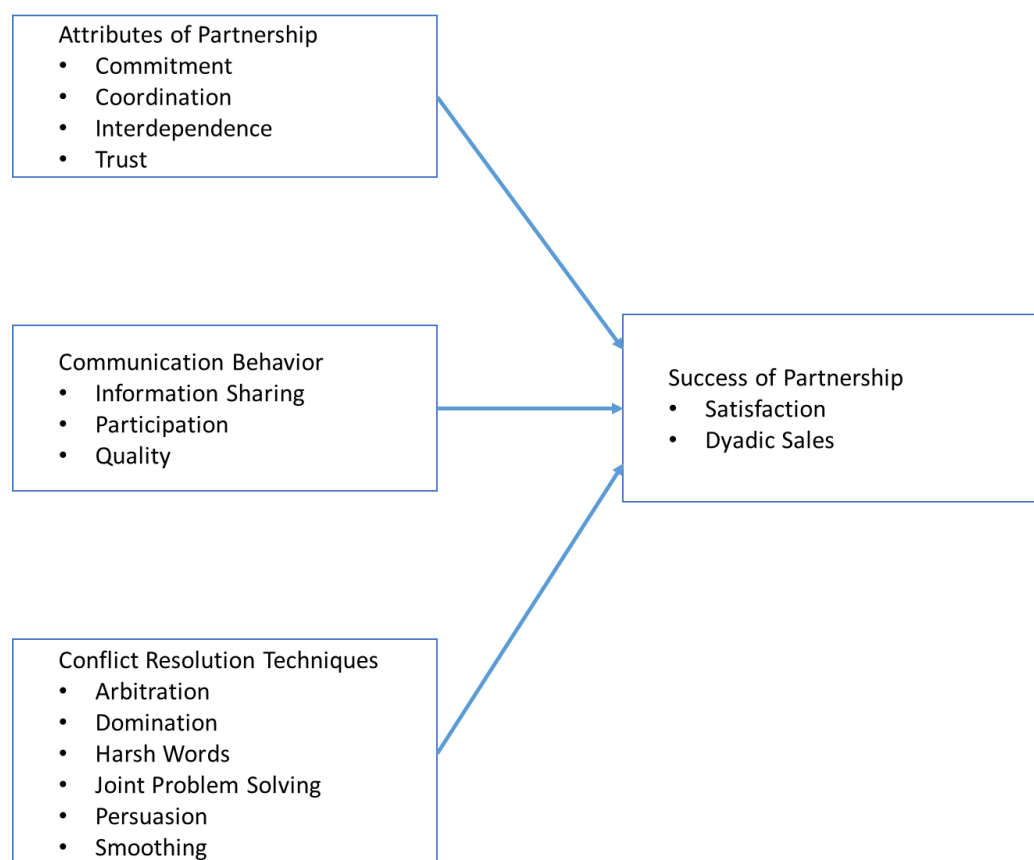 Attributes of Partnership
• Commitment
• Coordination
• Interdependence
• Trust
Communication Behavior
• Information Sharing
• Participation
• Quality
Success of Partnership
• Satisfaction
• Dyadic Sales
Conflict Resolution Techniques
• Arbitration
• Domination
• Harsh Words
• Joint Problem Solving
• Persuasion
• Smoothing